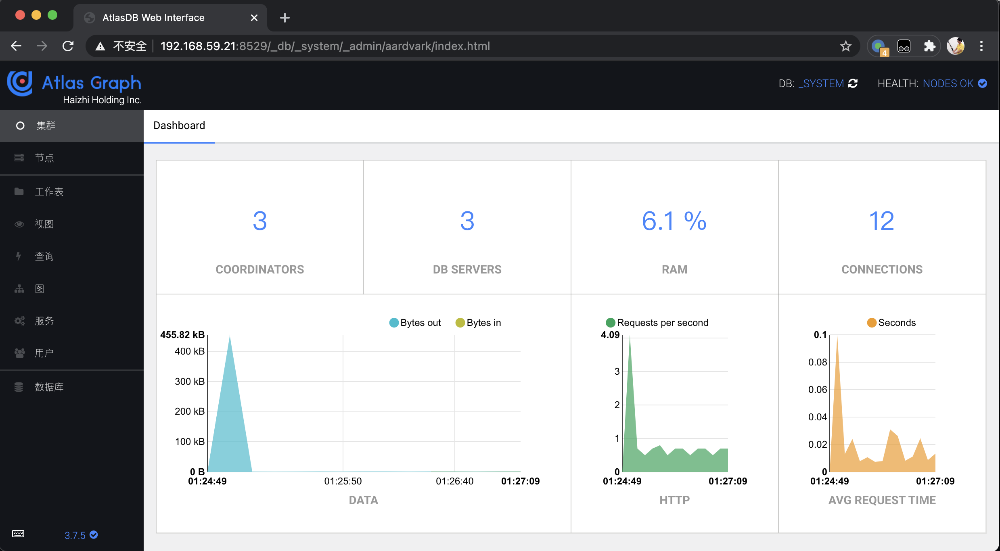 AtlasDB Web Interface
不安全 192.168.59.21:8529/_db/_system/_admin/aardvark/index.html
4
Atlas Graph
Haizhi Holding Inc.
DB: _SYSTEM
HEALTH: NODES OK
集群
节点
工作表
视图
查询
图
服务
用户
数据库
3.7.5
Dashboard
3
COORDINATORS
3
DB SERVERS
6.1 %
RAM
12
CONNECTIONS
Bytes out Bytes in
455.82 kB
400 kB
300 kB
200 kB
100 kB
0 B
01:24:49 01:25:50 01:26:40 01:27:09
DATA
Requests per second
4.09
3
2
1
0
01:24:49 01:27:09
HTTP
Seconds
0.1
0.08
0.06
0.04
0.02
0
01:24:49 01:27:09
AVG REQUEST TIME